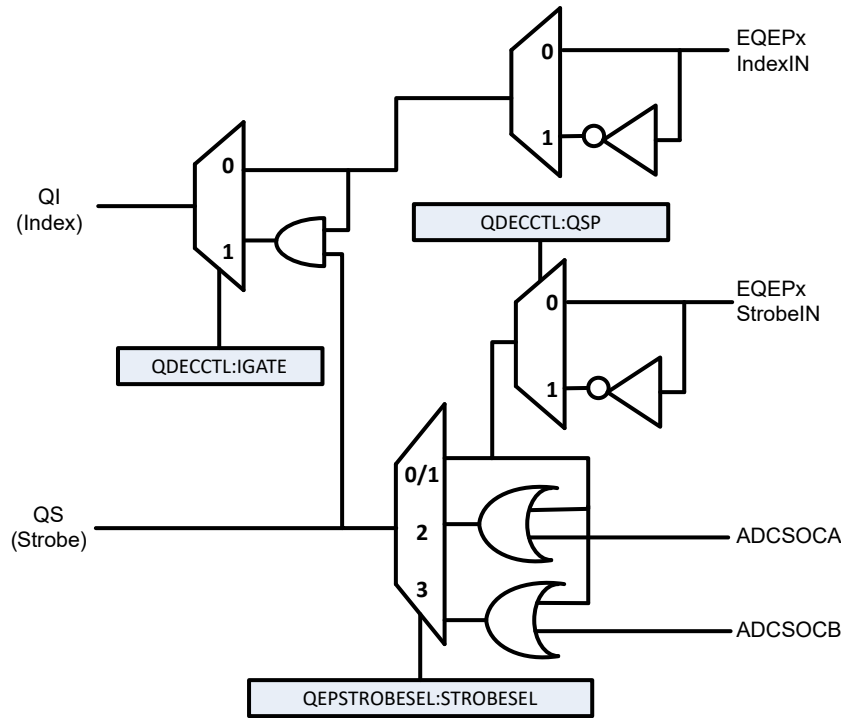 EQEPx
IndexIN
0
1
QI
(Index)
0
1
QDECCTL:QSP
EQEPx
StrobeIN
0
1
QDECCTL:IGATE
QS
(Strobe)
0/1
2
3
ADCSOCA
ADCSOCB
QEPSTROBESEL:STROBESEL